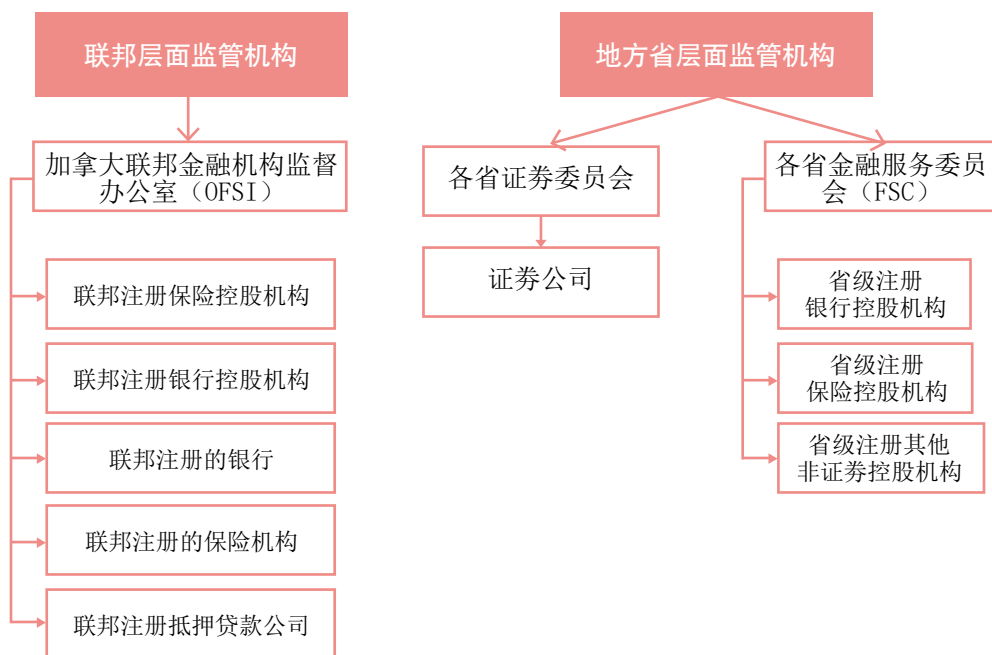 联邦层面监管机构
地方省层面监管机构
加拿大联邦金融机构监督
办公室（OFSI）
联邦注册保险控股机构
联邦注册银行控股机构
联邦注册的银行
联邦注册的保险机构
联邦注册抵押贷款公司
各省证券委员会
证券公司
各省金融服务委员
会（FSC）
省级注册
银行控股机构
省级注册
保险控股机构
省级注册其他
非证券控股机构